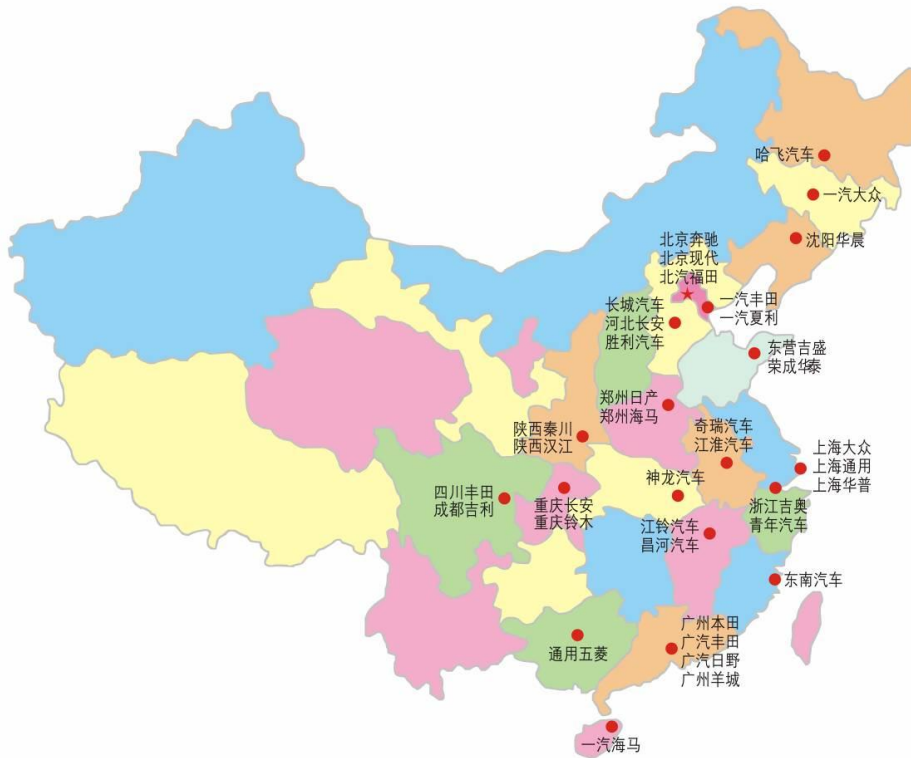 哈飞汽车
一汽大众
沈阳华晨
北京奔驰
北京现代
北汽福田
一汽丰田
一汽夏利
长城汽车
河北长安
胜利汽车
东营吉盛
荣成华泰
郑州日产
郑州海马
陕西秦川
陕西汉江
奇瑞汽车
江淮汽车
上海大众
上海通用
上海华普
四川丰田
成都吉利
重庆长安
重庆铃木
神龙汽车
浙江吉奥
青年汽车
江铃汽车
昌河汽车
东南汽车
通用五菱
广州本田
广汽丰田
广汽日野
广州羊城
一汽海马